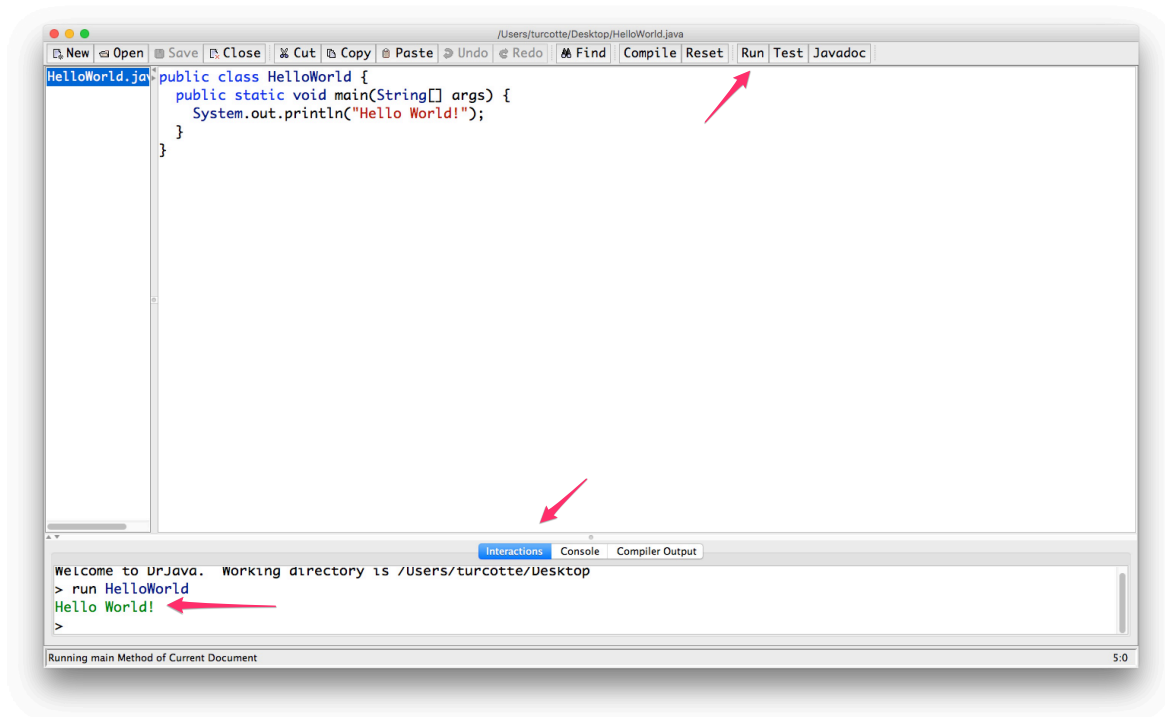 /Users/turcotte/Desktop/HelloWorld.java
New Open Save Close Cut Copy Paste Undo Redo Find Compile Reset Run Test Javadoc
HelloWorld.jav
public class HelloWorld {
  public static void main(String[] args) {
    System.out.println("Hello World!");
  }
}
Interactions Console Compiler Output
Welcome to DrJava.  Working directory is /Users/turcotte/Desktop
> run HelloWorld
Hello World!
>
Running main Method of Current Document 5:0